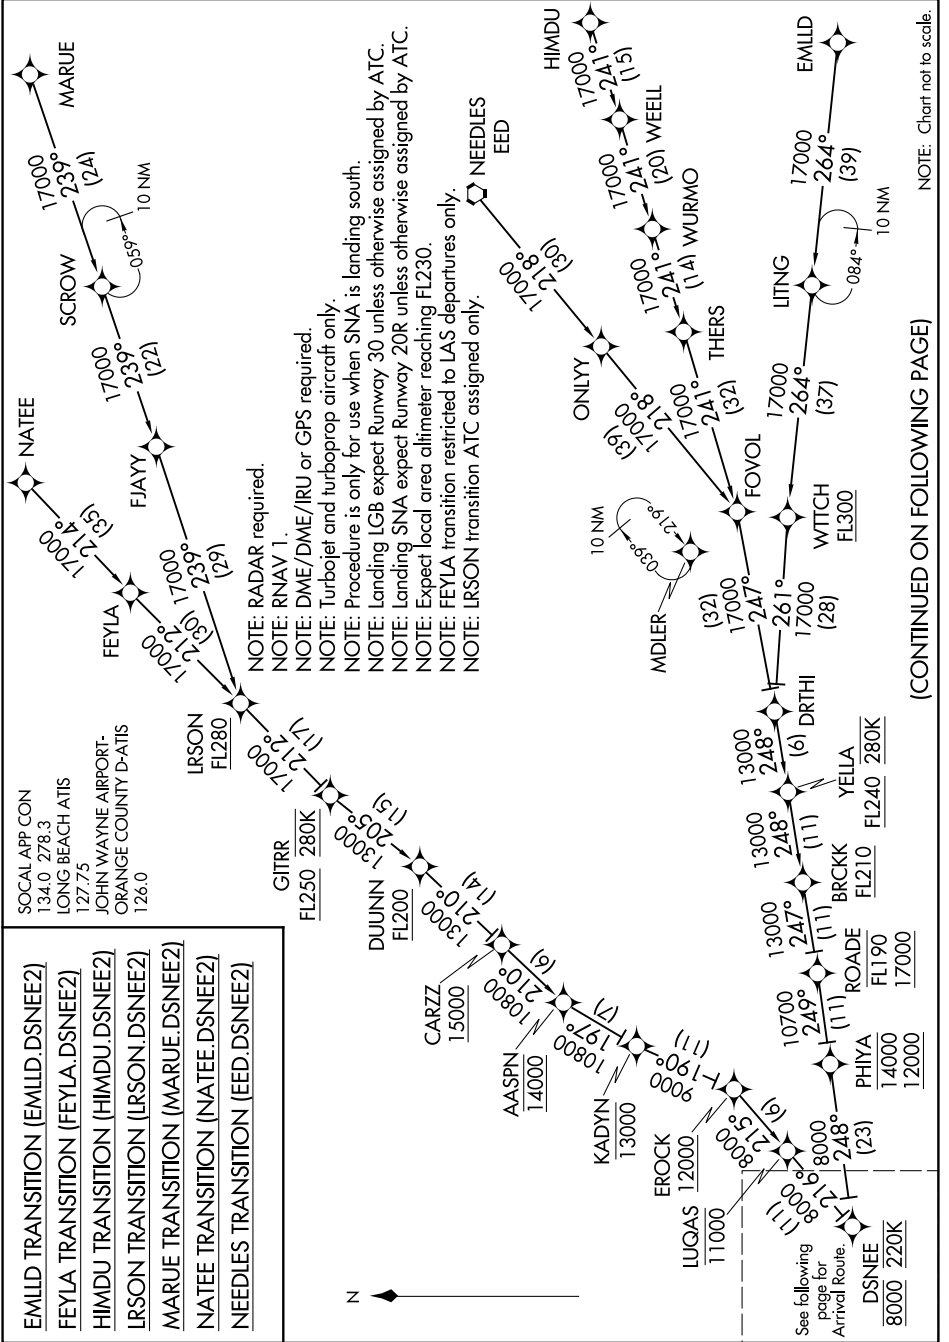 EMLLD TRANSITION (EMLLD.DSNEE2)
FEYLA TRANSITION (FEYLA.DSNEE2)
HIMDU TRANSITION (HIMDU.DSNEE2)
LRSON TRANSITION (LRSON.DSNEE2)
MARUE TRANSITION (MARUE.DSNEE2)
NATEE TRANSITION (NATEE.DSNEE2)
NEEDLES TRANSITION (EED.DSNEE2)
SOCAL APP CON
134.0 278.3
LONG BEACH ATIS
127.75
JOHN WAYNE AIRPORT-
ORANGE COUNTY D-ATIS
126.0
N
NATEE
17000
214°
(35)
FEYLA
17000
212°
(30)
MARUE
17000
239°
(24)
SCROW
10 NM
059°
17000
239°
(22)
FJAYY
17000
239°
(29)
LRSON
FL280
17000
212°
(17)
GITRR
FL250 280K
13000
205°
(15)
DUUNN
FL200
13000
210°
(14)
CARZZ
15000
10800
210°
(6)
AASPN
14000
10800
197°
(7)
KADYN
13000
9000
190°
(11)
EROCK
12000
8000
215°
(6)
LUQAS
11000
8000
216°
(11)
See following
page for
Arrival Route.
DSNEE
8000 220K
NOTE: RADAR required.
NOTE: RNAV 1.
NOTE: DME/DME/IRU or GPS required.
NOTE: Turbojet and turboprop aircraft only.
NOTE: Procedure is only for use when SNA is landing south.
NOTE: Landing LGB expect Runway 30 unless otherwise assigned by ATC.
NOTE: Landing SNA expect Runway 20R unless otherwise assigned by ATC.
NOTE: Expect local area altimeter reaching FL230.
NOTE: FEYLA transition restricted to LAS departures only.
NOTE: LRSON transition ATC assigned only.
NEEDLES
EED
17000
218°
(30)
ONLYY
(39)
17000
218°
HIMDU
17000
241°
(15)
WEELL
17000
241°
(20)
WURMO
17000
241°
(14)
THERS
17000
241°
(32)
FOVOL
MDLER
10 NM
039°
219°
(32)
17000
247°
EMLLD
17000
264°
(39)
LITNG
10 NM
084°
17000
264°
(37)
WTTCH
FL300
261°
17000
(28)
DRTHI
13000
248°
(6)
YELLA
FL240 280K
13000
248°
(11)
BRCKK
FL210
13000
247°
(11)
ROADE
FL190
17000
10700
249°
(11)
PHIYA
14000
12000
8000
248°
(23)
NOTE: Chart not to scale.
(CONTINUED ON FOLLOWING PAGE)